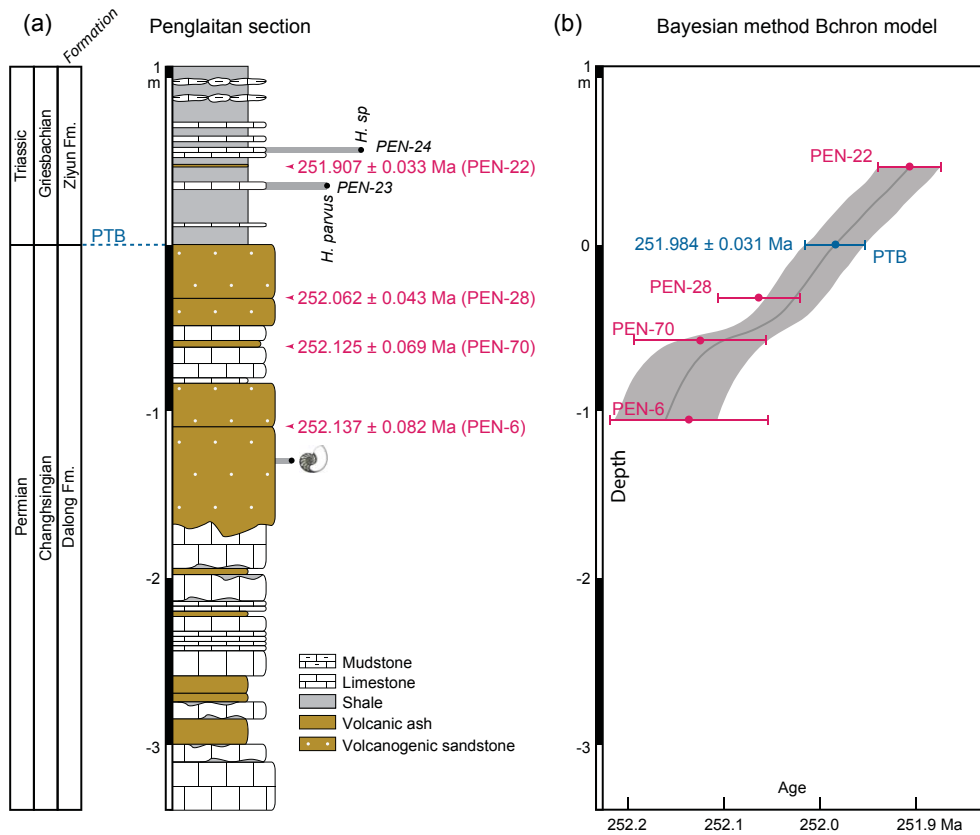 (a)
Penglaitan section
Formation
Triassic
Griesbachian
Ziyun Fm.
Permian
Changhsingian
Dalong Fm.
1
m
H. sp
PEN-24
251.907 ± 0.033 Ma (PEN-22)
PEN-23
H. parvus
PTB
252.062 ± 0.043 Ma (PEN-28)
252.125 ± 0.069 Ma (PEN-70)
-1
252.137 ± 0.082 Ma (PEN-6)
-2
Mudstone
Limestone
Shale
Volcanic ash
Volcanogenic sandstone
-3
(b)
Bayesian method Bchron model
1
m
PEN-22
0
251.984 ± 0.031 Ma
PTB
PEN-28
PEN-70
-1
PEN-6
Depth
-2
-3
Age
252.2
252.1
252.0
251.9 Ma